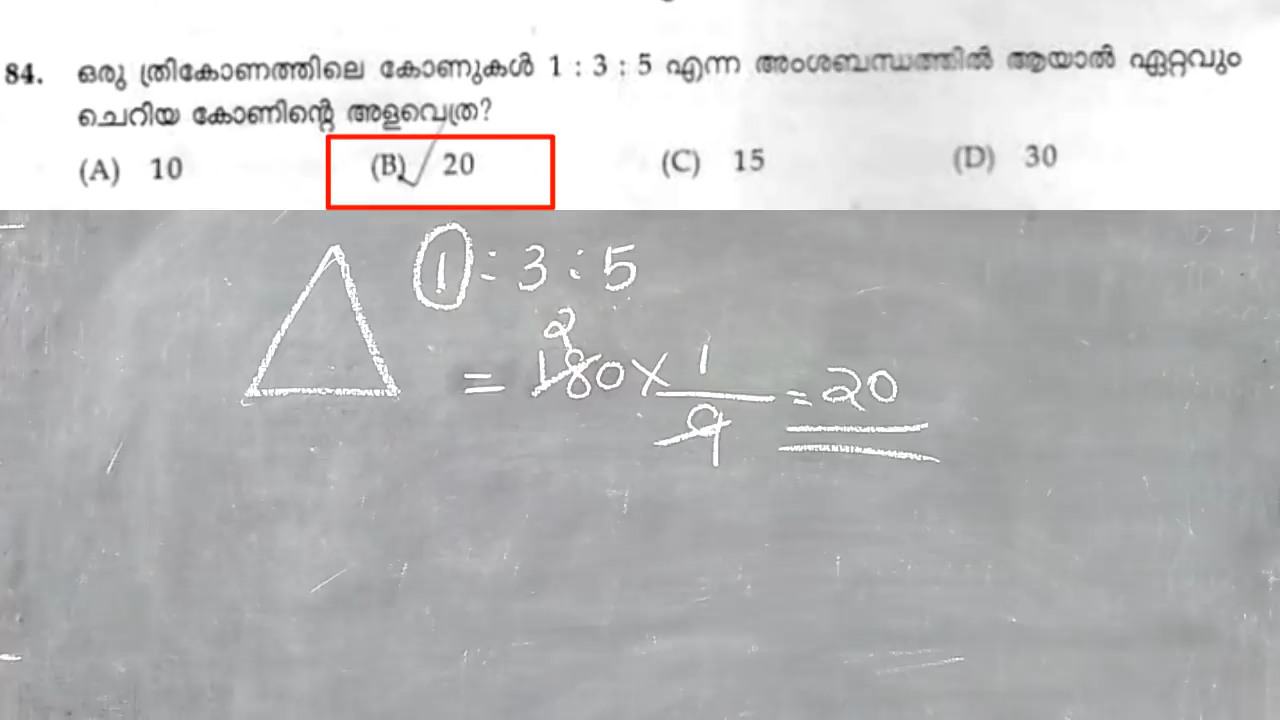 84. ഒരു ത്രികോണത്തിലെ കോണുകൾ 1 : 3 : 5 എന്ന അംശബന്ധത്തിൽ ആയാൽ ഏറ്റവും
ചെറിയ കോണിന്റെ അളവെത്ര?
(A) 10 (B) 20 (C) 15 (D) 30
1 : 3 : 5
2
= 180 × 1/9 = 20